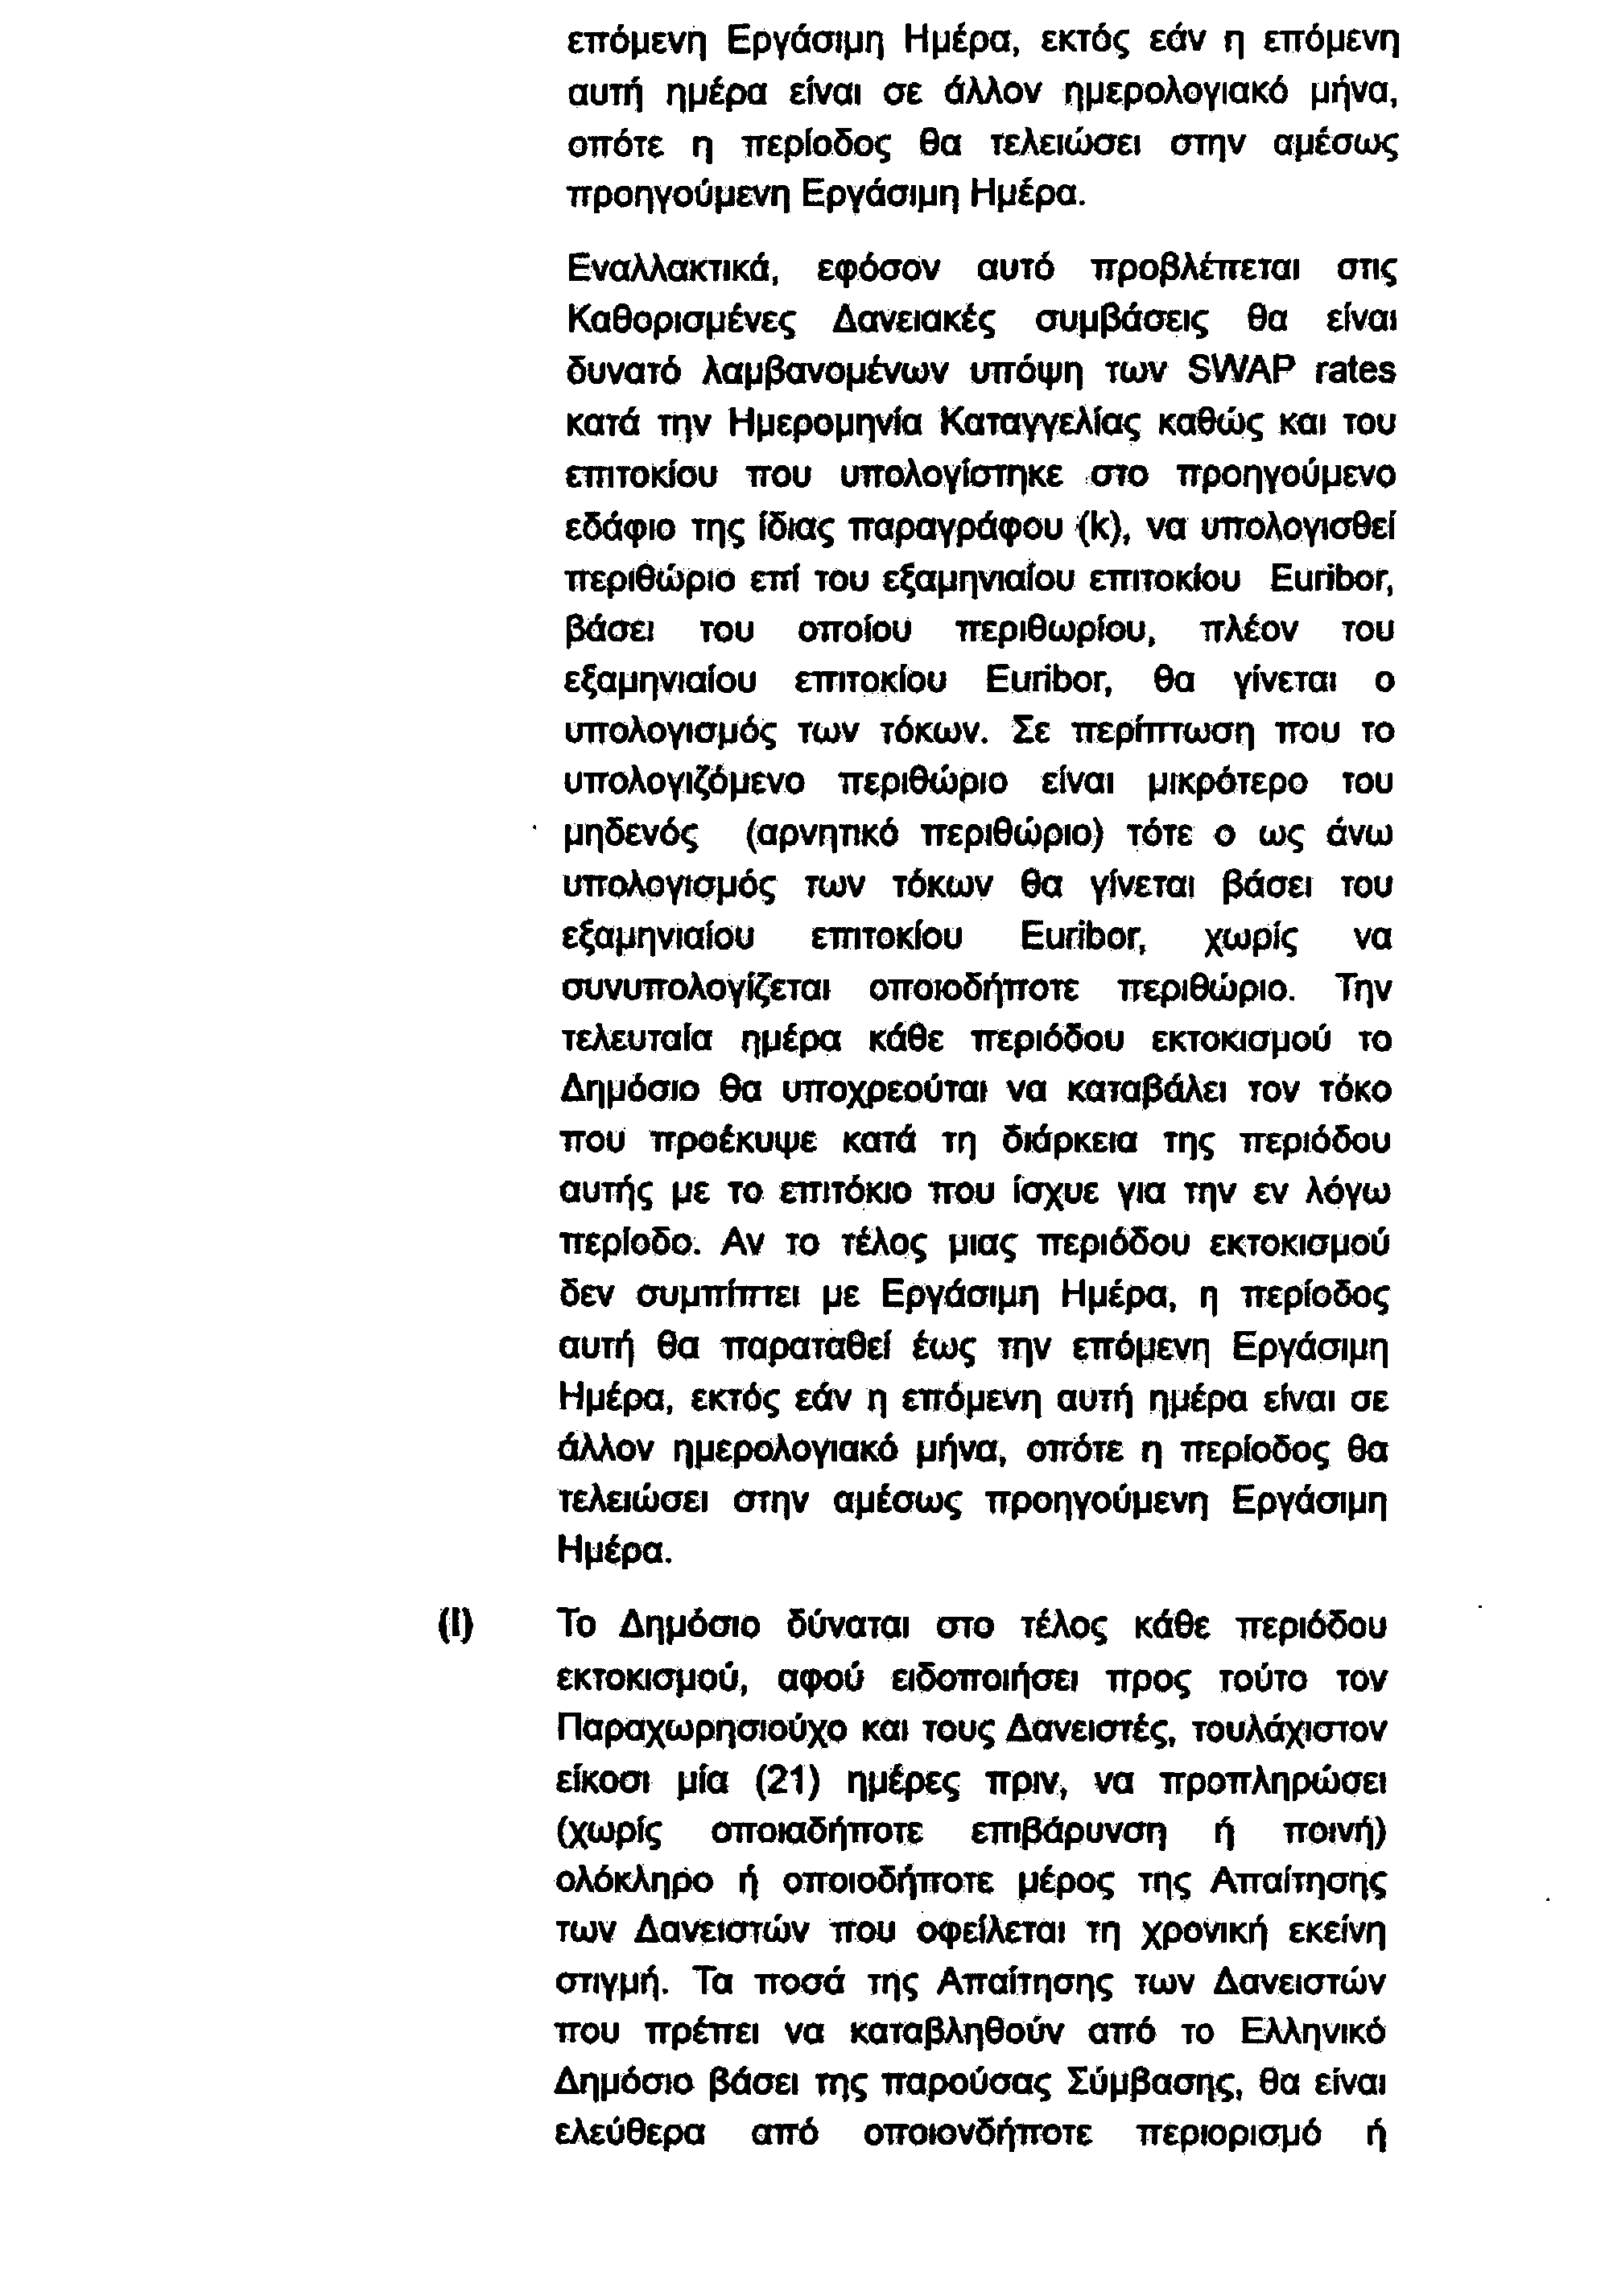 επόμενη Εργάσιμη Ημέρα, εκτός εάν η επόμενη
αυτή ημέρα είναι σε άλλον ημερολογιακό μήνα,
οπότε η περίοδος θα τελειώσει στην αμέσως
προηγούμενη Εργάσιμη Ημέρα.
Εναλλακτικά, εφόσον αυτό προβλέπεται στις
Καθορισμένες Δανειακές συμβάσεις θα είναι
δυνατό λαμβανομένων υπόψη των SWAP rates
κατά την Ημερομηνία Καταγγελίας καθώς και του
επιτοκίου που υπολογίστηκε στο προηγούμενο
εδάφιο της ίδιας παραγράφου (k), να υπολογισθεί
περιθώριο επί του εξαμηνιαίου επιτοκίου Euribor,
βάσει του οποίου περιθωρίου, πλέον του
εξαμηνιαίου επιτοκίου Euribor, θα γίνεται ο
υπολογισμός των τόκων. Σε περίπτωση που το
υπολογιζόμενο περιθώριο είναι μικρότερο του
μηδενός (αρνητικό περιθώριο) τότε ο ως άνω
υπολογισμός των τόκων θα γίνεται βάσει του
εξαμηνιαίου επιτοκίου Euribor, χωρίς να
συνυπολογίζεται οποιοδήποτε περιθώριο. Την
τελευταία ημέρα κάθε περιόδου εκτοκισμού το
Δημόσιο θα υποχρεούται να καταβάλει τον τόκο
που προέκυψε κατά τη διάρκεια της περιόδου
αυτής με το επιτόκιο που ίσχυε για την εν λόγω
περίοδο. Αν το τέλος μιας περιόδου εκτοκισμού
δεν συμπίπτει με Εργάσιμη Ημέρα, η περίοδος
αυτή θα παραταθεί έως την επόμενη Εργάσιμη
Ημέρα, εκτός εάν η επόμενη αυτή ημέρα είναι σε
άλλον ημερολογιακό μήνα, οπότε η περίοδος θα
τελειώσει στην αμέσως προηγούμενη Εργάσιμη
Ημέρα.
(l) Το Δημόσιο δύναται στο τέλος κάθε περιόδου
εκτοκισμού, αφού ειδοποιήσει προς τούτο τον
Παραχωρησιούχο και τους Δανειστές, τουλάχιστον
είκοσι μία (21) ημέρες πριν, να προπληρώσει
(χωρίς οποιαδήποτε επιβάρυνση ή ποινή)
ολόκληρο ή οποιοδήποτε μέρος της Απαίτησης
των Δανειστών που οφείλεται τη χρονική εκείνη
στιγμή. Τα ποσά της Απαίτησης των Δανειστών
που πρέπει να καταβληθούν από το Ελληνικό
Δημόσιο βάσει της παρούσας Σύμβασης, θα είναι
ελεύθερα από οποιονδήποτε περιορισμό ή